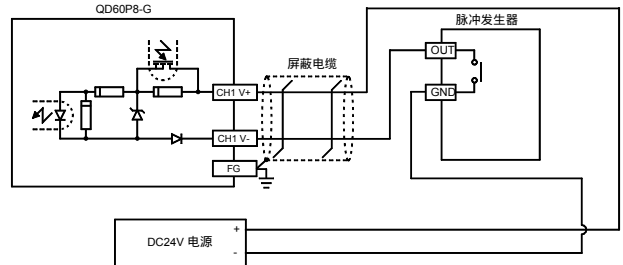 QD60P8-G
脉冲发生器
屏蔽电缆
OUT
CH1 V+
GND
CH1 V-
FG
DC24V 电源
+
-